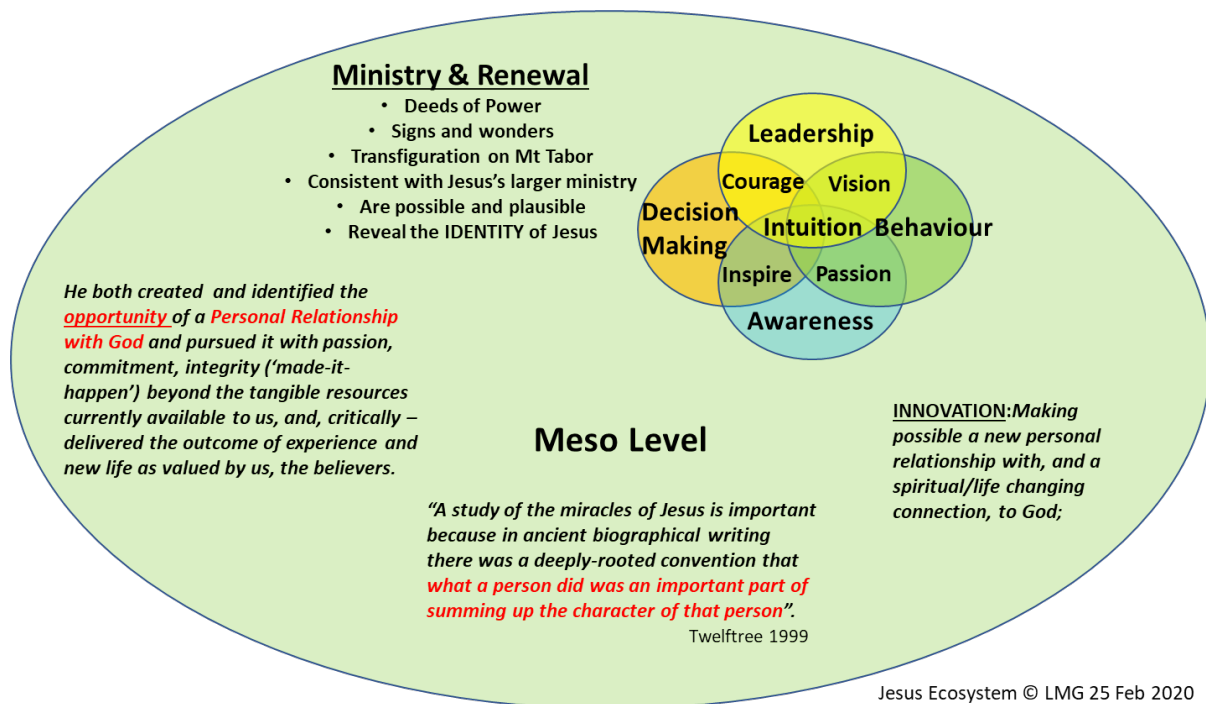 Ministry & Renewal
• Deeds of Power
• Signs and wonders
• Transfiguration on Mt Tabor
• Consistent with Jesus's larger ministry
• Are possible and plausible
• Reveal the IDENTITY of Jesus
Leadership
Courage
Vision
Decision
Making
Intuition
Behaviour
Inspire
Passion
Awareness
He both created and identified the
opportunity of a Personal Relationship
with God and pursued it with passion,
commitment, integrity ('made-it-
happen') beyond the tangible resources
currently available to us, and, critically –
delivered the outcome of experience and
new life as valued by us, the believers.
Meso Level
INNOVATION:Making
possible a new personal
relationship with, and a
spiritual/life changing
connection, to God;
“A study of the miracles of Jesus is important
because in ancient biographical writing
there was a deeply-rooted convention that
what a person did was an important part of
summing up the character of that person”.
Twelftree 1999
Jesus Ecosystem © LMG 25 Feb 2020